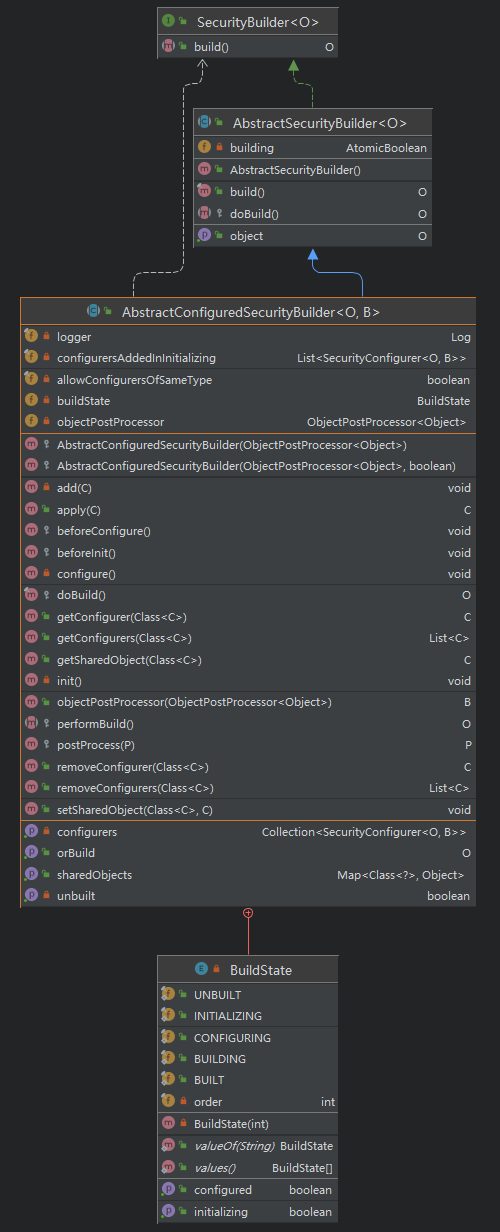 SecurityBuilder<O>
build() O
AbstractSecurityBuilder<O>
building AtomicBoolean
AbstractSecurityBuilder()
build() O
doBuild() O
object O
AbstractConfiguredSecurityBuilder<O, B>
logger Log
configurersAddedInInitializing List<SecurityConfigurer<O, B>>
allowConfigurersOfSameType boolean
buildState BuildState
objectPostProcessor ObjectPostProcessor<Object>
AbstractConfiguredSecurityBuilder(ObjectPostProcessor<Object>)
AbstractConfiguredSecurityBuilder(ObjectPostProcessor<Object>, boolean)
add(C) void
apply(C) C
beforeConfigure() void
beforeInit() void
configure() void
doBuild() O
getConfigurer(Class<C>) C
getConfigurers(Class<C>) List<C>
getSharedObject(Class<C>) C
init() void
objectPostProcessor(ObjectPostProcessor<Object>) B
performBuild() O
postProcess(P) P
removeConfigurer(Class<C>) C
removeConfigurers(Class<C>) List<C>
setSharedObject(Class<C>, C) void
configurers Collection<SecurityConfigurer<O, B>>
orBuild O
sharedObjects Map<Class<?>, Object>
unbuilt boolean
BuildState
UNBUILT
INITIALIZING
CONFIGURING
BUILDING
BUILT
order int
BuildState(int)
valueOf(String) BuildState
values() BuildState[]
configured boolean
initializing boolean